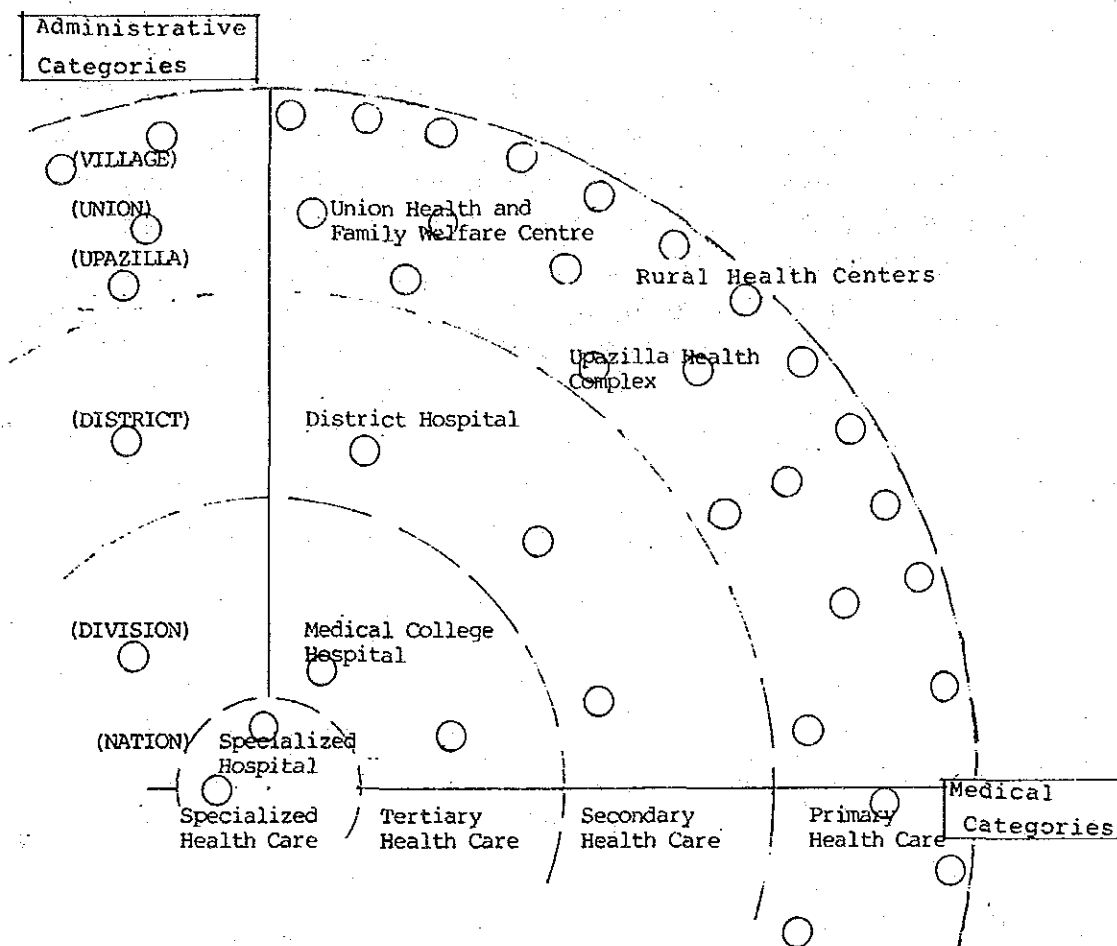 Administrative
Categories
(VILLAGE)
(UNION)
Union Health and
Family Welfare Centre
(UPAZILLA)
Rural Health Centers
Upazilla Health
Complex
(DISTRICT)
District Hospital
(DIVISION)
Medical College
Hospital
(NATION)
Specialized
Hospital
Specialized
Health Care
Tertiary
Health Care
Secondary
Health Care
Primary
Health Care
Medical
Categories